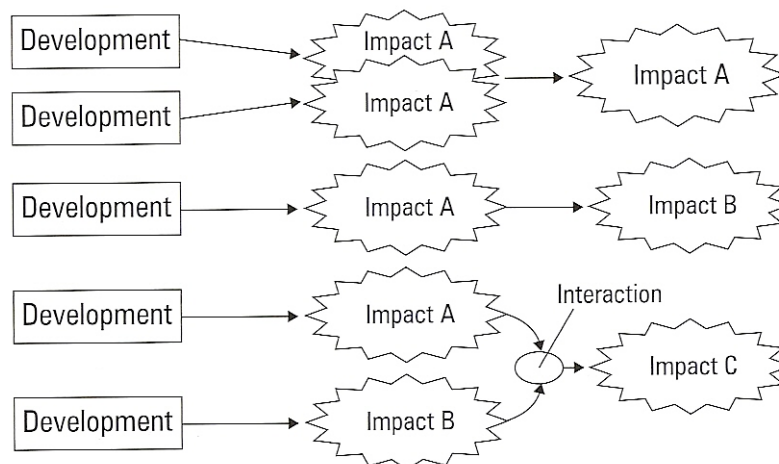 Development
Impact A
Impact A
Development
Impact A
Development
Impact A
Impact B
Development
Impact A
Interaction
Impact C
Development
Impact B